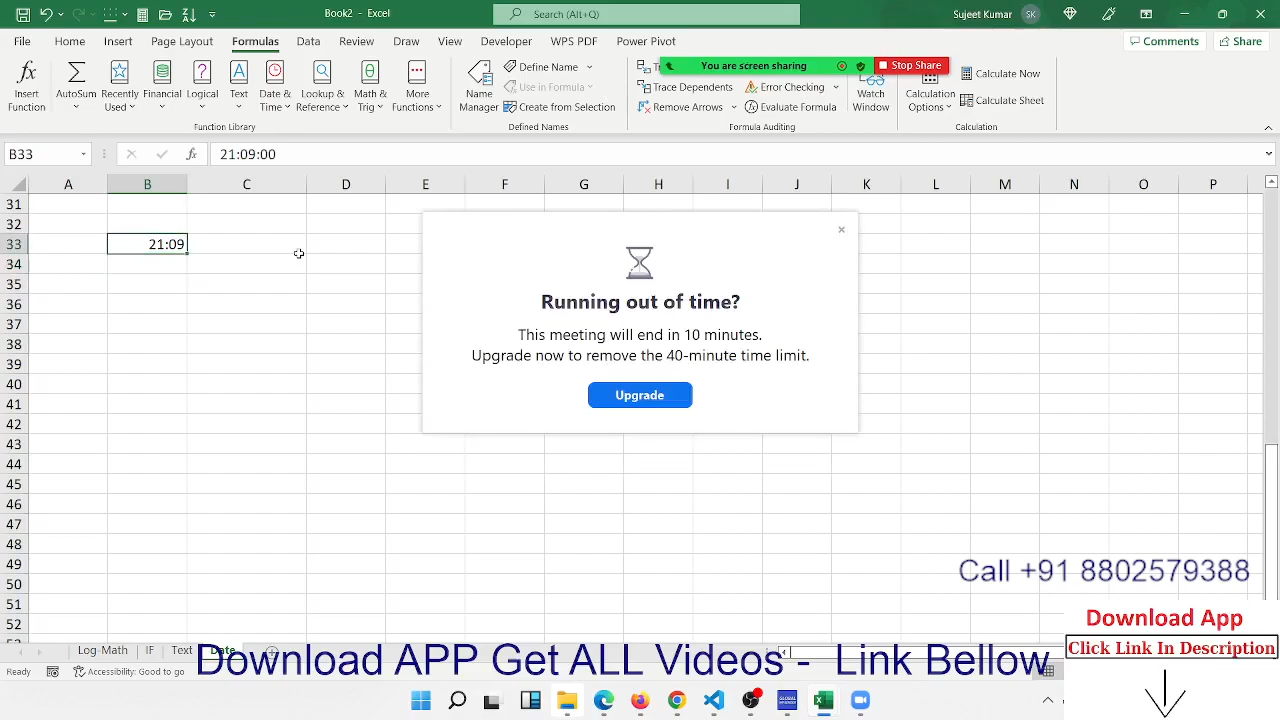 Book2 - Excel
Search (Alt+Q)
Sujeet Kumar
SK
File Home Insert Page Layout Formulas Data Review Draw View Developer WPS PDF Power Pivot
Comments Share
You are screen sharing
Stop Share
Insert Function
AutoSum
Recently Used
Logical
Text
Date & Time
Lookup & Reference
Math & Trig
More Functions
Function Library
Name Manager
Define Name
Use in Formula
Create from Selection
Defined Names
Trace Dependents
Remove Arrows
Error Checking
Evaluate Formula
Formula Auditing
Watch Window
Calculation Options
Calculate Now
Calculate Sheet
Calculation
B33
fx
21:09:00
A B C D E F G H I J K L M N O P
31
32
33 21:09
34
35
36
37
38
39
40
41
42
43
44
45
46
47
48
49
50
51
52
Running out of time?
This meeting will end in 10 minutes.
Upgrade now to remove the 40-minute time limit.
Upgrade
Call +91 8802579388
Download App
Click Link In Description
Log-Math IF Text Date
Download APP Get ALL Videos - Link Bellow
Ready
Accessibility: Good to go